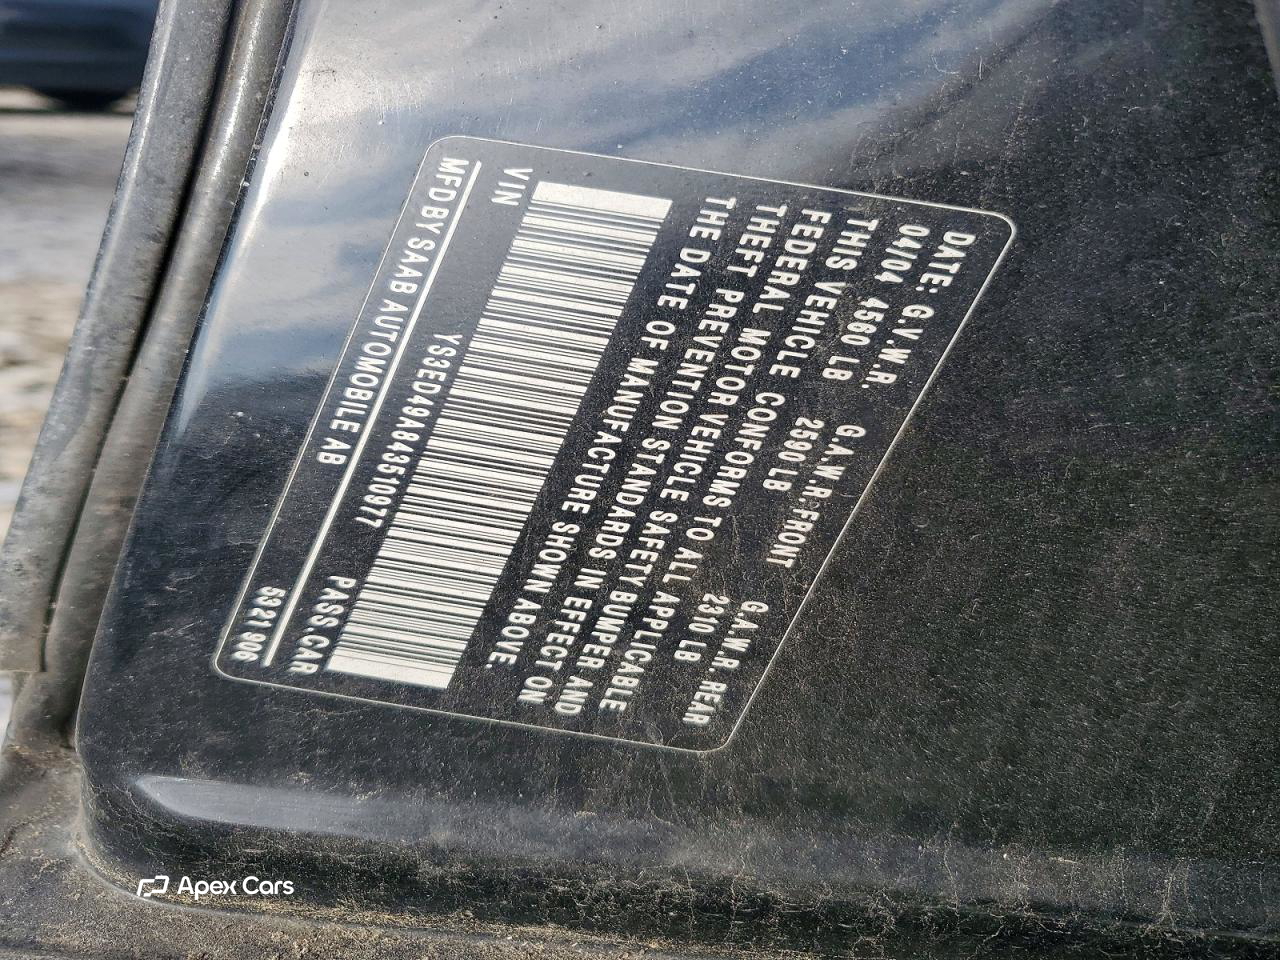 DATE: G.V.W.R. G.A.W.R. FRONT G.A.W.R. REAR
04/04 4560 LB 2590 LB 2310 LB
THIS VEHICLE CONFORMS TO ALL APPLICABLE
FEDERAL MOTOR VEHICLE SAFETY BUMPER AND
THEFT PREVENTION STANDARDS IN EFFECT ON
THE DATE OF MANUFACTURE SHOWN ABOVE.
VIN YS3ED49A843510977 PASS. CAR
MFD BY SAAB AUTOMOBILE AB 5321 906
Apex Cars